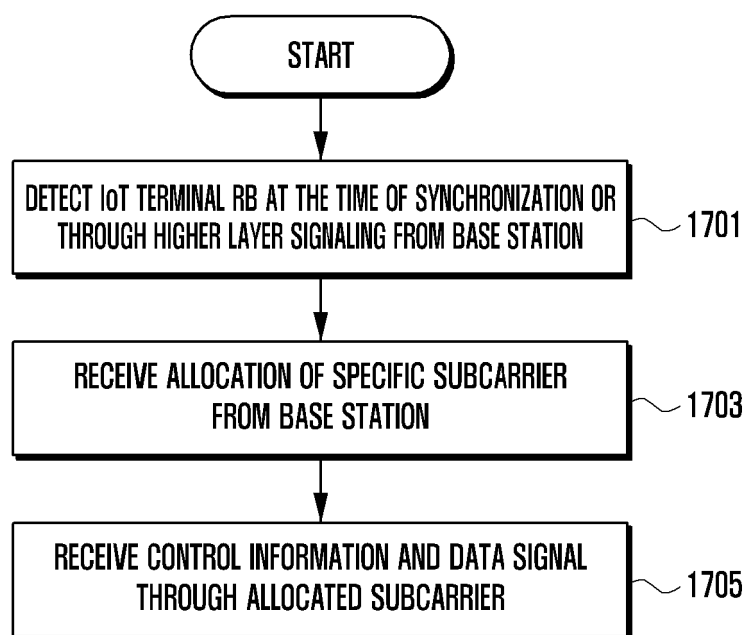 START
DETECT IoT TERMINAL RB AT THE TIME OF SYNCHRONIZATION OR
THROUGH HIGHER LAYER SIGNALING FROM BASE STATION
1701
RECEIVE ALLOCATION OF SPECIFIC SUBCARRIER
FROM BASE STATION
1703
RECEIVE CONTROL INFORMATION AND DATA SIGNAL
THROUGH ALLOCATED SUBCARRIER
1705